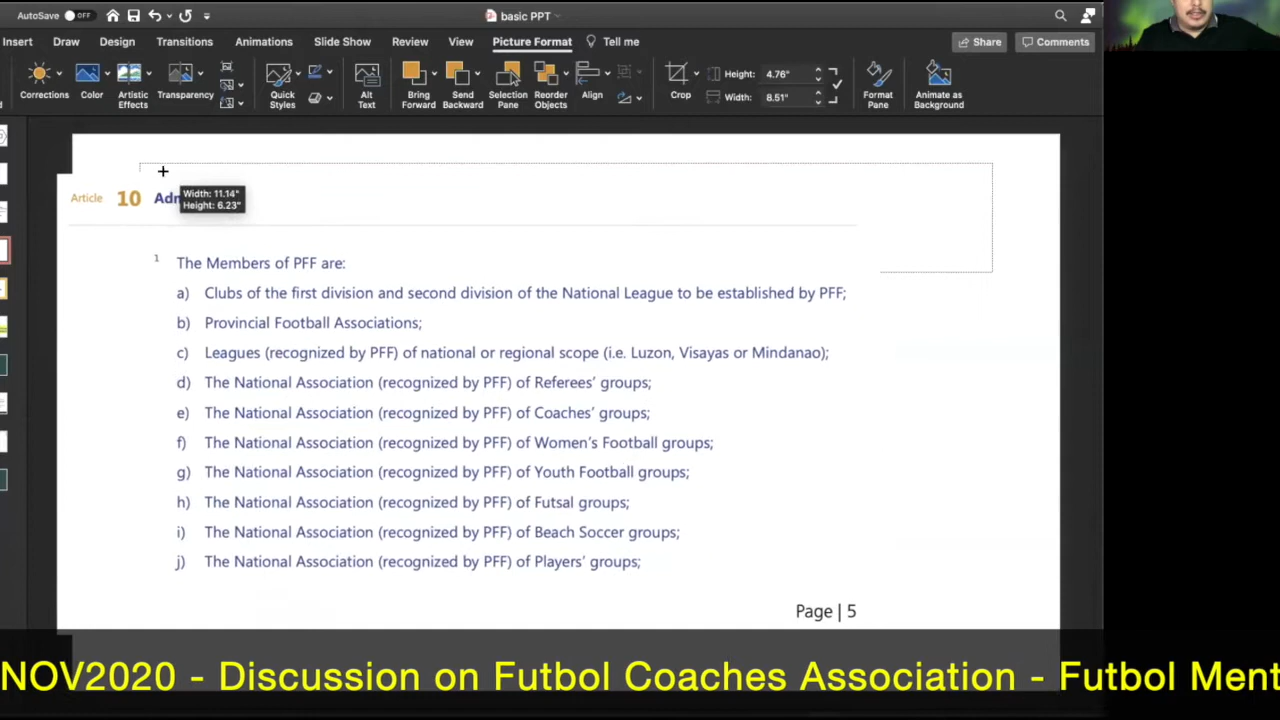 AutoSave OFF
basic PPT
Insert Draw Design Transitions Animations Slide Show Review View Picture Format Tell me
Share Comments
Corrections Color Artistic Effects Transparency Quick Styles Alt Text Bring Forward Send Backward Selection Pane Reorder Objects Align Crop Height: 4.76" Width: 8.51" Format Pane Animate as Background
Article 10
Width: 11.14"
Height: 6.23"
1 The Members of PFF are:
a) Clubs of the first division and second division of the National League to be established by PFF;
b) Provincial Football Associations;
c) Leagues (recognized by PFF) of national or regional scope (i.e. Luzon, Visayas or Mindanao);
d) The National Association (recognized by PFF) of Referees’ groups;
e) The National Association (recognized by PFF) of Coaches’ groups;
f) The National Association (recognized by PFF) of Women’s Football groups;
g) The National Association (recognized by PFF) of Youth Football groups;
h) The National Association (recognized by PFF) of Futsal groups;
i) The National Association (recognized by PFF) of Beach Soccer groups;
j) The National Association (recognized by PFF) of Players’ groups;
Page | 5
NOV2020 - Discussion on Futbol Coaches Association - Futbol Ment